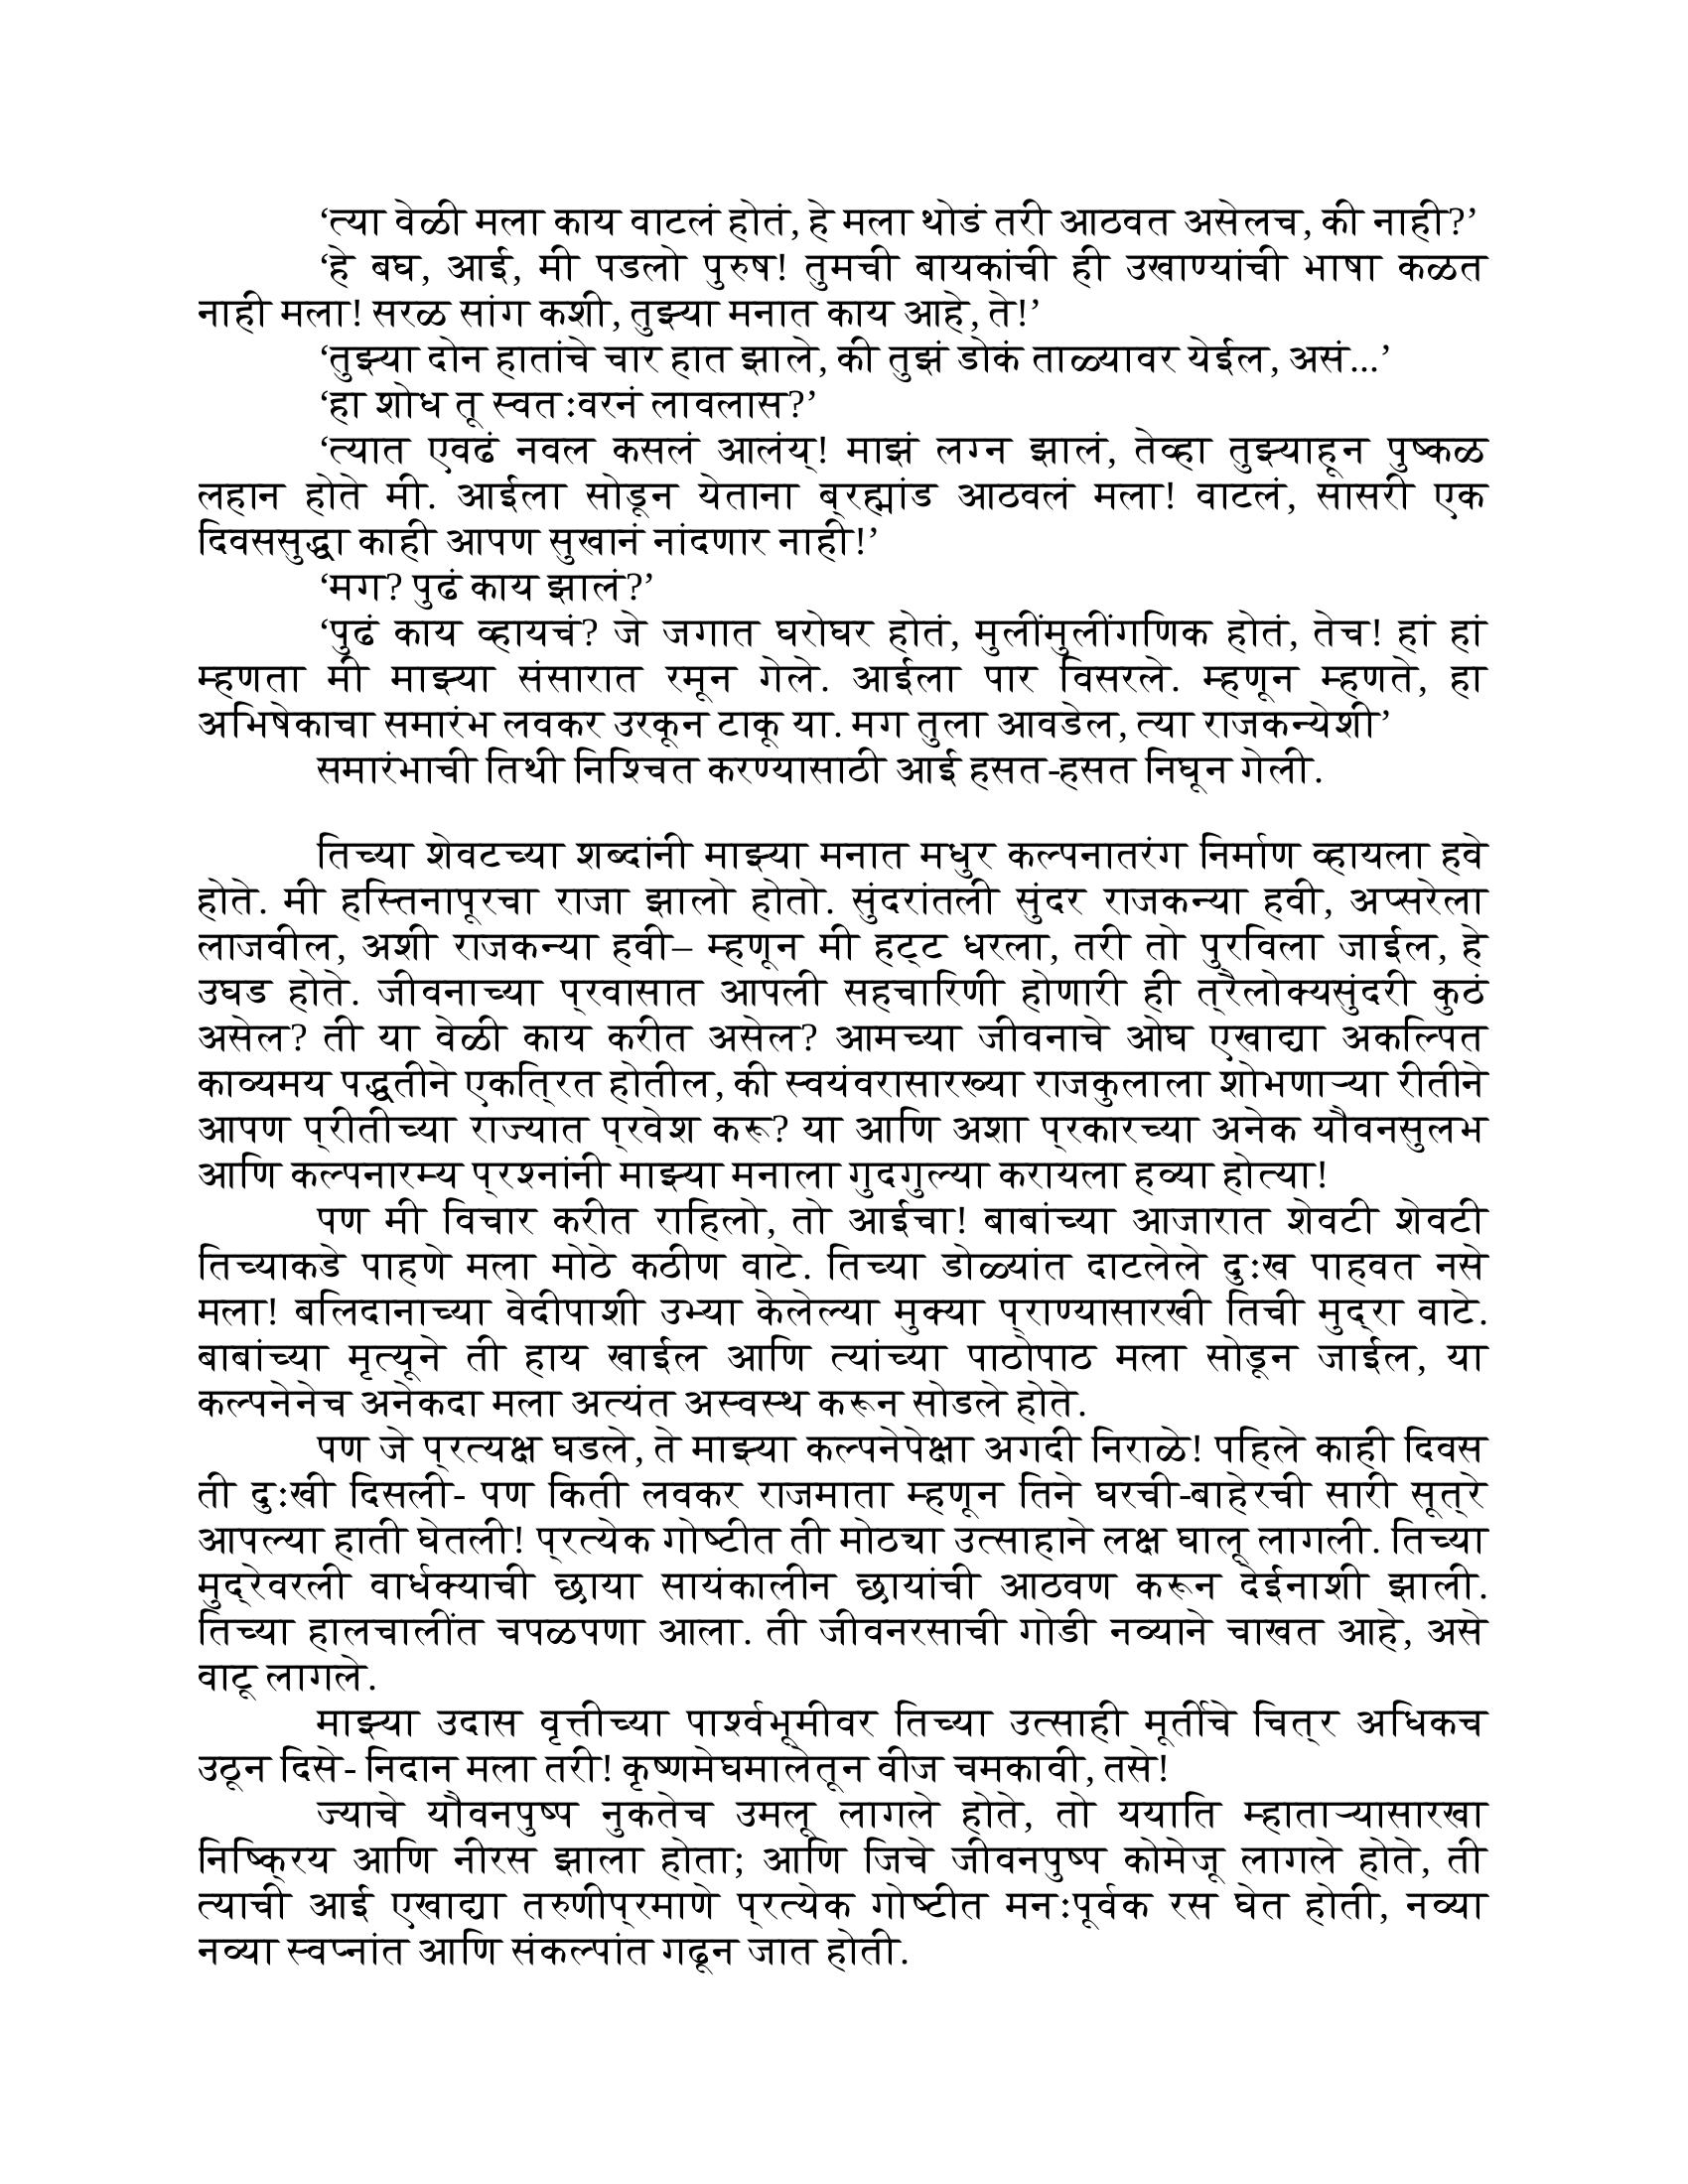 ‘त्या वेळी मला काय वाटलं होतं, हे मला थोडं तरी आठवत असेलच, की नाही?’
‘हे बघ, आई, मी पडलो पुरुष! तुमची बायकांची ही उखाण्यांची भाषा कळत
नाही मला! सरळ सांग कशी, तुझ्या मनात काय आहे, ते!’
‘तुझ्या दोन हातांचे चार हात झाले, की तुझं डोकं ताळ्यावर येईल, असं...’
‘हा शोध तू स्वतःवरनं लावलास?’
‘त्यात एवढं नवल कसलं आलंय्! माझं लग्न झालं, तेव्हा तुझ्याहून पुष्कळ
लहान होते मी. आईला सोडून येताना ब्रह्मांड आठवलं मला! वाटलं, सासरी एक
दिवससुद्धा काही आपण सुखानं नांदणार नाही!’
‘मग? पुढं काय झालं?’
‘पुढं काय व्हायचं? जे जगात घरोघर होतं, मुलींमुलींगणिक होतं, तेच! हां हां
म्हणता मी माझ्या संसारात रमून गेले. आईला पार विसरले. म्हणून म्हणते, हा
अभिषेकाचा समारंभ लवकर उरकून टाकू या. मग तुला आवडेल, त्या राजकन्येशी’
समारंभाची तिथी निश्चित करण्यासाठी आई हसत-हसत निघून गेली.
तिच्या शेवटच्या शब्दांनी माझ्या मनात मधुर कल्पनातरंग निर्माण व्हायला हवे
होते. मी हस्तिनापूरचा राजा झालो होतो. सुंदरांतली सुंदर राजकन्या हवी, अप्सरेला
लाजवील, अशी राजकन्या हवी– म्हणून मी हट्ट धरला, तरी तो पुरविला जाईल, हे
उघड होते. जीवनाच्या प्रवासात आपली सहचारिणी होणारी ही त्रैलोक्यसुंदरी कुठं
असेल? ती या वेळी काय करीत असेल? आमच्या जीवनाचे ओघ एखाद्या अकल्पित
काव्यमय पद्धतीने एकत्रित होतील, की स्वयंवरासारख्या राजकुलाला शोभणाऱ्या रीतीने
आपण प्रीतीच्या राज्यात प्रवेश करू? या आणि अशा प्रकारच्या अनेक यौवनसुलभ
आणि कल्पनारम्य प्रश्नांनी माझ्या मनाला गुदगुल्या करायला हव्या होत्या!
पण मी विचार करीत राहिलो, तो आईचा! बाबांच्या आजारात शेवटी शेवटी
तिच्याकडे पाहणे मला मोठे कठीण वाटे. तिच्या डोळ्यांत दाटलेले दुःख पाहवत नसे
मला! बलिदानाच्या वेदीपाशी उभ्या केलेल्या मुक्या प्राण्यासारखी तिची मुद्रा वाटे.
बाबांच्या मृत्यूने ती हाय खाईल आणि त्यांच्या पाठोपाठ मला सोडून जाईल, या
कल्पनेनेच अनेकदा मला अत्यंत अस्वस्थ करून सोडले होते.
पण जे प्रत्यक्ष घडले, ते माझ्या कल्पनेपेक्षा अगदी निराळे! पहिले काही दिवस
ती दुःखी दिसली- पण किती लवकर राजमाता म्हणून तिने घरची-बाहेरची सारी सूत्रे
आपल्या हाती घेतली! प्रत्येक गोष्टीत ती मोठ्या उत्साहाने लक्ष घालू लागली. तिच्या
मुद्रेवरली वार्धक्याची छाया सायंकालीन छायांची आठवण करून देईनाशी झाली.
तिच्या हालचालींत चपळपणा आला. ती जीवनरसाची गोडी नव्याने चाखत आहे, असे
वाटू लागले.
माझ्या उदास वृत्तीच्या पार्श्वभूमीवर तिच्या उत्साही मूर्तीचे चित्र अधिकच
उठून दिसे- निदान मला तरी! कृष्णमेघमालेतून वीज चमकावी, तसे!
ज्याचे यौवनपुष्प नुकतेच उमलू लागले होते, तो ययाति म्हाताऱ्यासारखा
निष्क्रिय आणि नीरस झाला होता; आणि जिचे जीवनपुष्प कोमेजू लागले होते, ती
त्याची आई एखाद्या तरुणीप्रमाणे प्रत्येक गोष्टीत मनःपूर्वक रस घेत होती, नव्या
नव्या स्वप्नांत आणि संकल्पांत गढून जात होती.